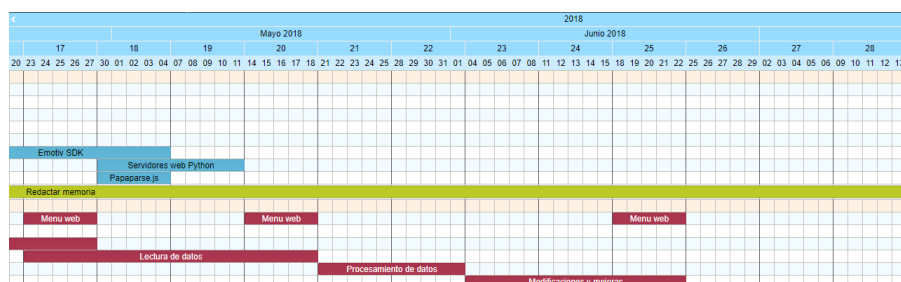 2018
Mayo 2018 Junio 2018
17 18 19 20 21 22 23 24 25 26 27 28
20 23 24 25 26 27 30 01 02 03 04 07 08 09 10 11 14 15 16 17 18 21 22 23 24 25 28 29 30 31 01 04 05 06 07 08 11 12 13 14 15 18 19 20 21 22 25 26 27 28 29 02 03 04 05 06 09 10 11 12
Emotiv SDK
Servidores web Python
Papaparse.js
Redactar memoria
Menu web Menu web Menu web
Lectura de datos
Procesamiento de datos
Modificaciones y mejoras